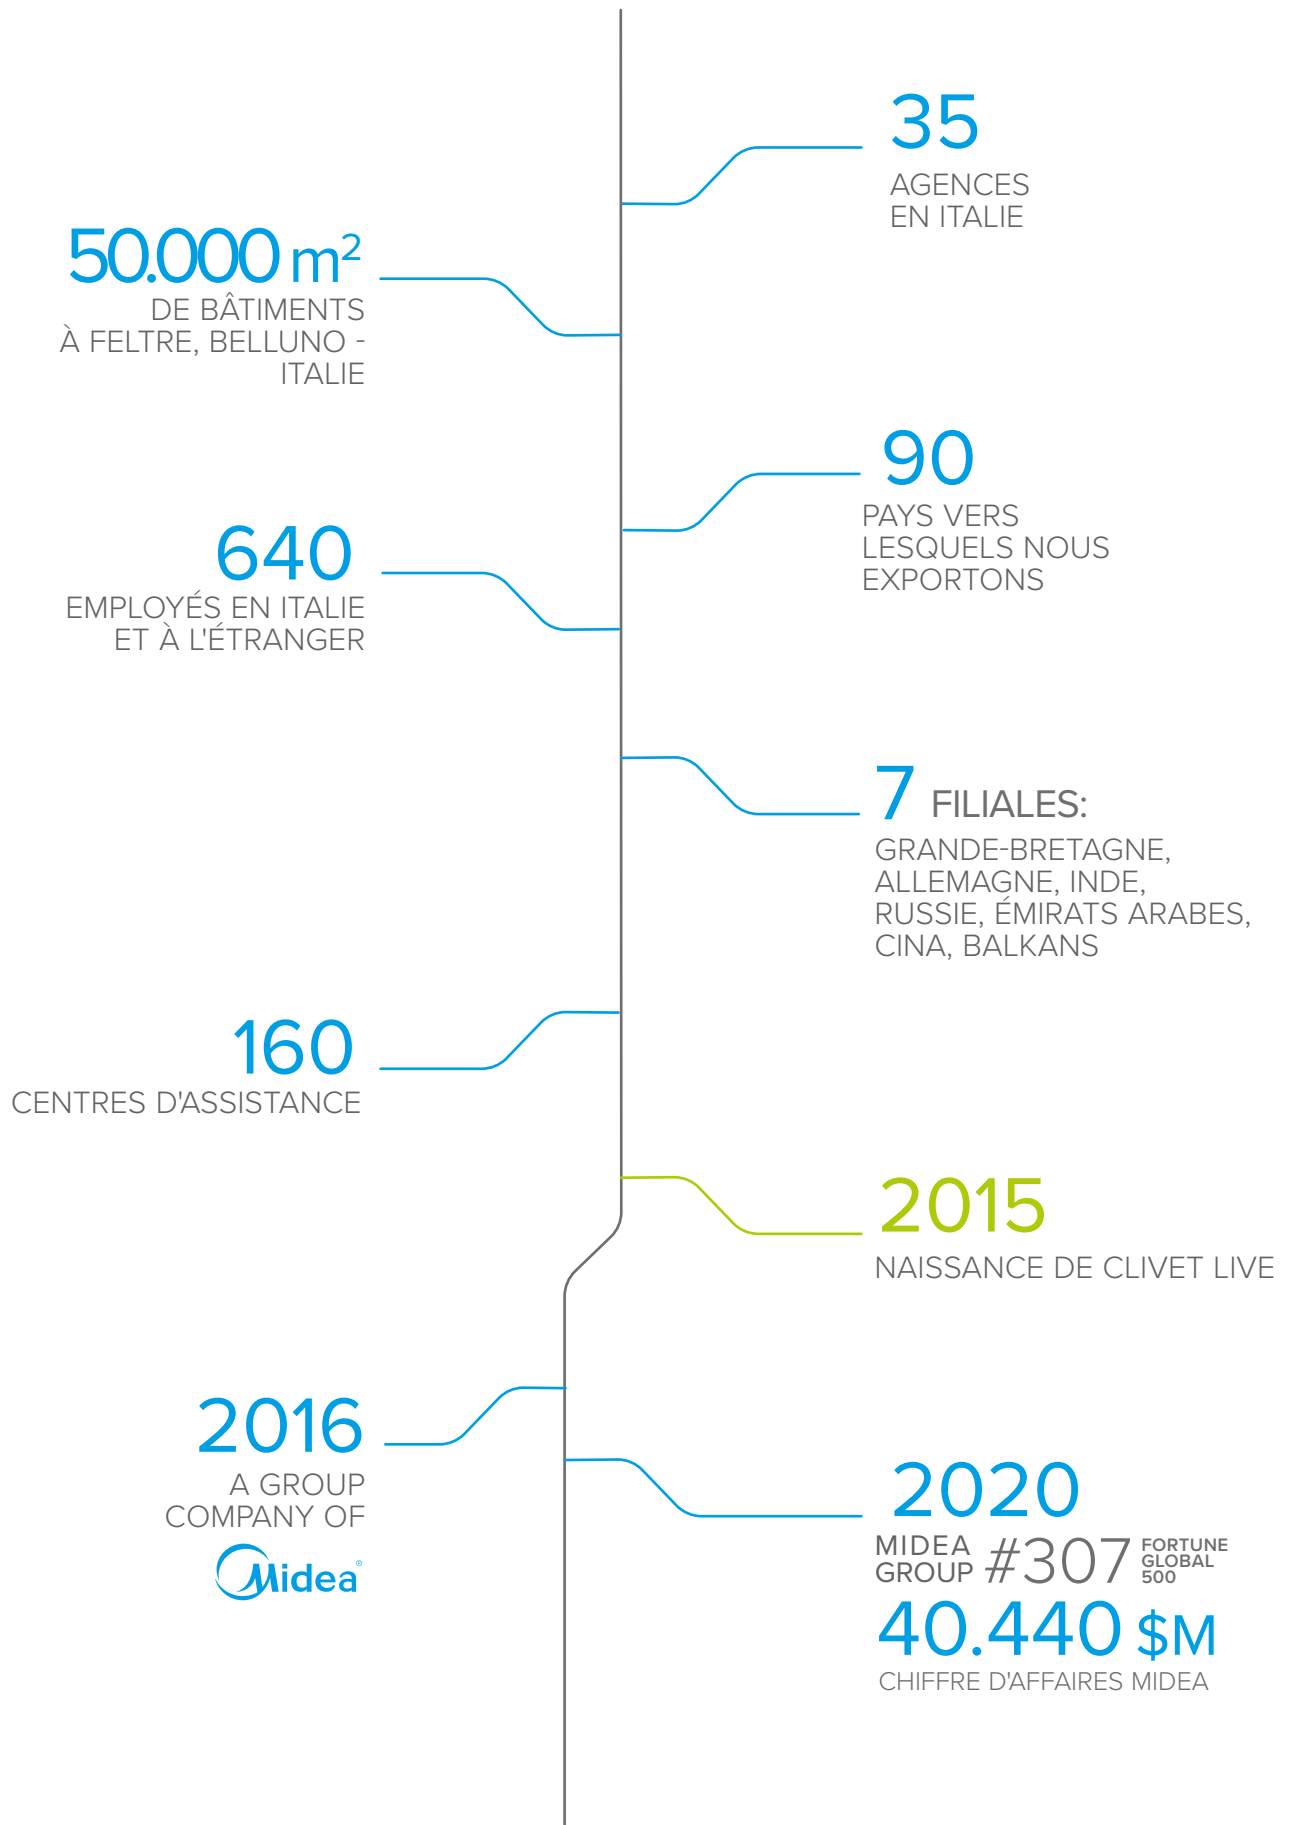 35
AGENCES
EN ITALIE
50.000 m²
DE BÂTIMENTS
À FELTRE, BELLUNO -
ITALIE
90
PAYS VERS
LESQUELS NOUS
EXPORTONS
640
EMPLOYÉS EN ITALIE
ET À L'ÉTRANGER
7 FILIALES:
GRANDE-BRETAGNE,
ALLEMAGNE, INDE,
RUSSIE, ÉMIRATS ARABES,
CINA, BALKANS
160
CENTRES D'ASSISTANCE
2015
NAISSANCE DE CLIVET LIVE
2016
A GROUP
COMPANY OF
Midea®
2020
MIDEA
GROUP
#307
FORTUNE
GLOBAL
500
40.440 $M
CHIFFRE D'AFFAIRES MIDEA